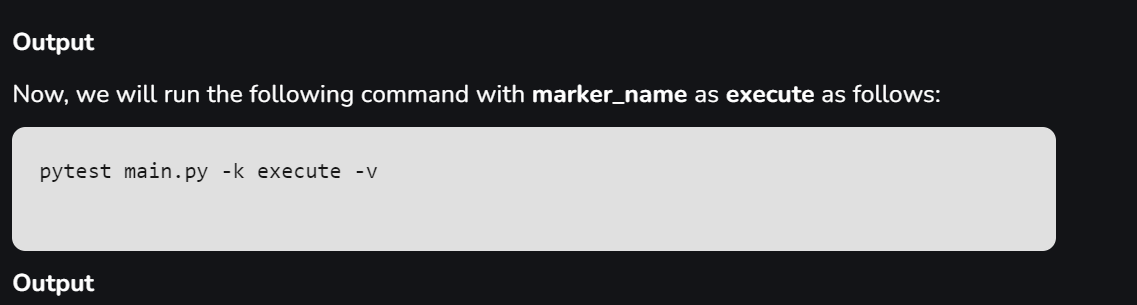 Output
Now, we will run the following command with marker_name as execute as follows:
pytest main.py -k execute -v
Output